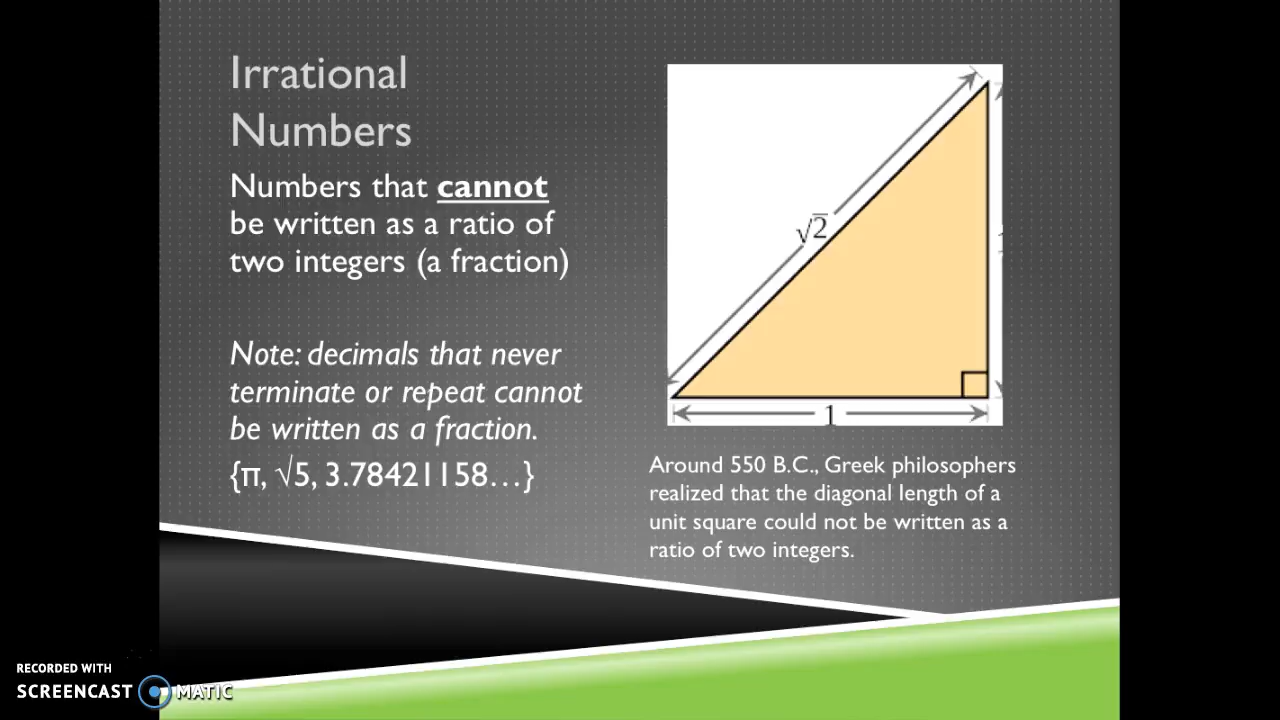 Irrational
Numbers
Numbers that cannot
be written as a ratio of
two integers (a fraction)
Note: decimals that never
terminate or repeat cannot
be written as a fraction.
{π, √5, 3.78421158…}
√2
1
Around 550 B.C., Greek philosophers
realized that the diagonal length of a
unit square could not be written as a
ratio of two integers.
RECORDED WITH
SCREENCAST MATIC